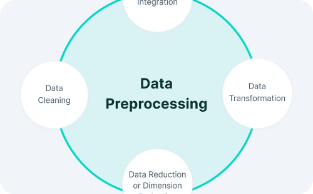 Integration
Data
Cleaning
Data
Preprocessing
Data
Transformation
Data Reduction
or Dimension